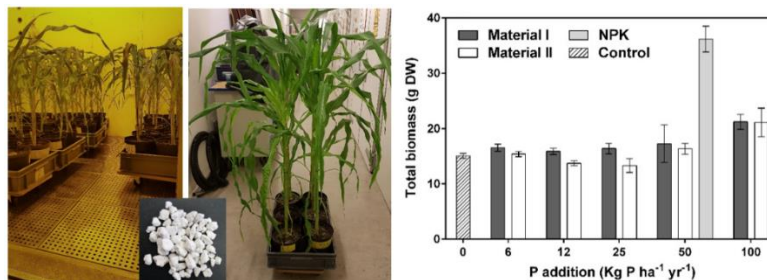 Material I
NPK
Material II
Control
Total biomass (g DW)
40
30
20
10
0
0
6
12
25
50
100
P addition (Kg P ha⁻¹ yr⁻¹)